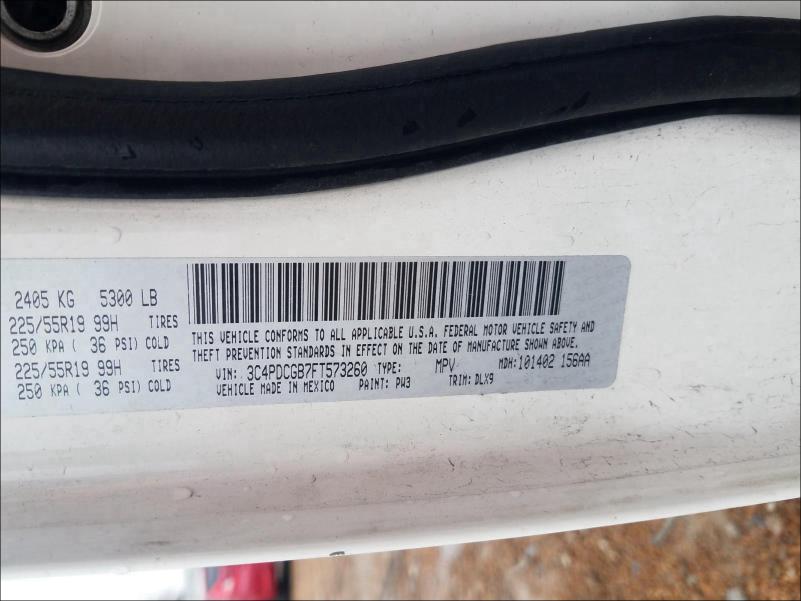 2405 KG 5300 LB
225/55R19 99H TIRES
250 KPA ( 36 PSI) COLD
225/55R19 99H TIRES
250 KPA ( 36 PSI) COLD
THIS VEHICLE CONFORMS TO ALL APPLICABLE U.S.A. FEDERAL MOTOR VEHICLE SAFETY AND
THEFT PREVENTION STANDARDS IN EFFECT ON THE DATE OF MANUFACTURE SHOWN ABOVE.
VIN: 3C4PDCGB7FT573260 TYPE: MPV MDH:101402 156AA
VEHICLE MADE IN MEXICO PAINT: PW3 TRIM: DLX9